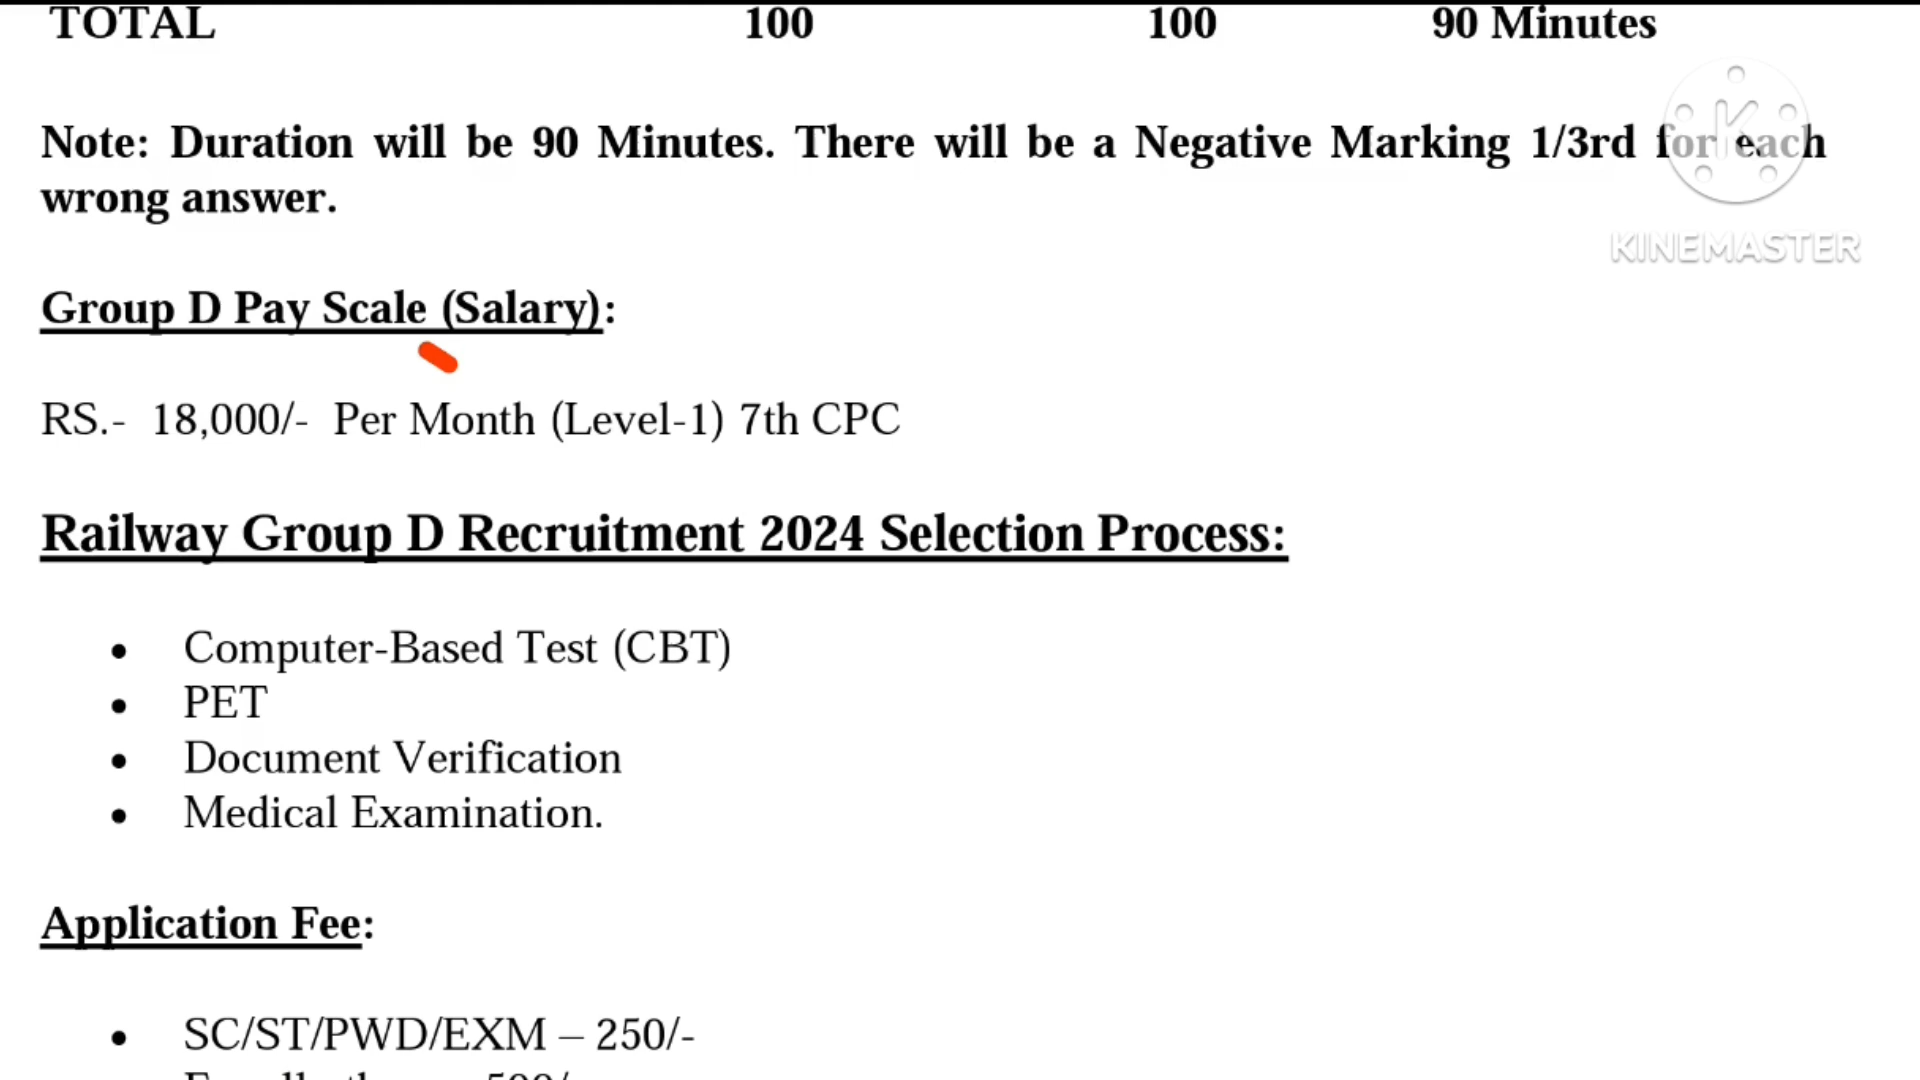 TOTAL 100 100 90 Minutes
Note: Duration will be 90 Minutes. There will be a Negative Marking 1/3rd for each
wrong answer.
KINEMASTER
Group D Pay Scale (Salary):
RS.- 18,000/- Per Month (Level-1) 7th CPC
Railway Group D Recruitment 2024 Selection Process:
• Computer-Based Test (CBT)
• PET
• Document Verification
• Medical Examination.
Application Fee:
• SC/ST/PWD/EXM – 250/-